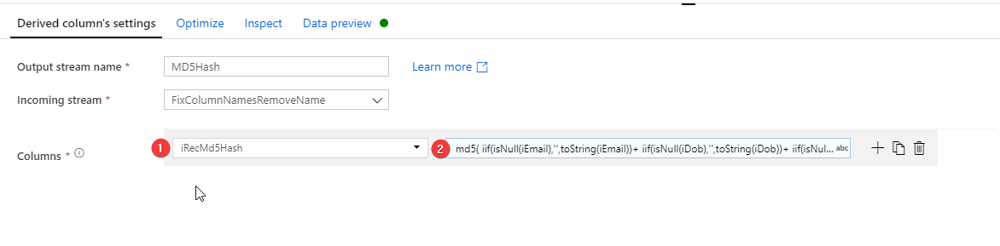 Derived column's settings Optimize Inspect Data preview
Output stream name * MD5Hash Learn more
Incoming stream * FixColumnNamesRemoveName
Columns * 1 iRecMd5Hash 2 md5( iif(isNull(iEmail),'',toString(iEmail))+ iif(isNull(iDob),'',toString(iDob))+ iif(isNul... abc